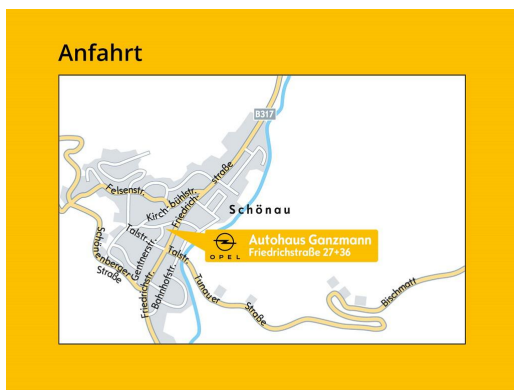 Anfahrt
B317
Felsenstr.
Kirch-bühlstr.
Friedrich-
straße
Schönau
Talstr.
Gentnerstr.
Schönenberger
Straße
Friedrichstr.
Bahnhofstr.
Talstr.
OPEL
Autohaus Ganzmann
Friedrichstraße 27+36
Tunauer Straße
Bischmatt